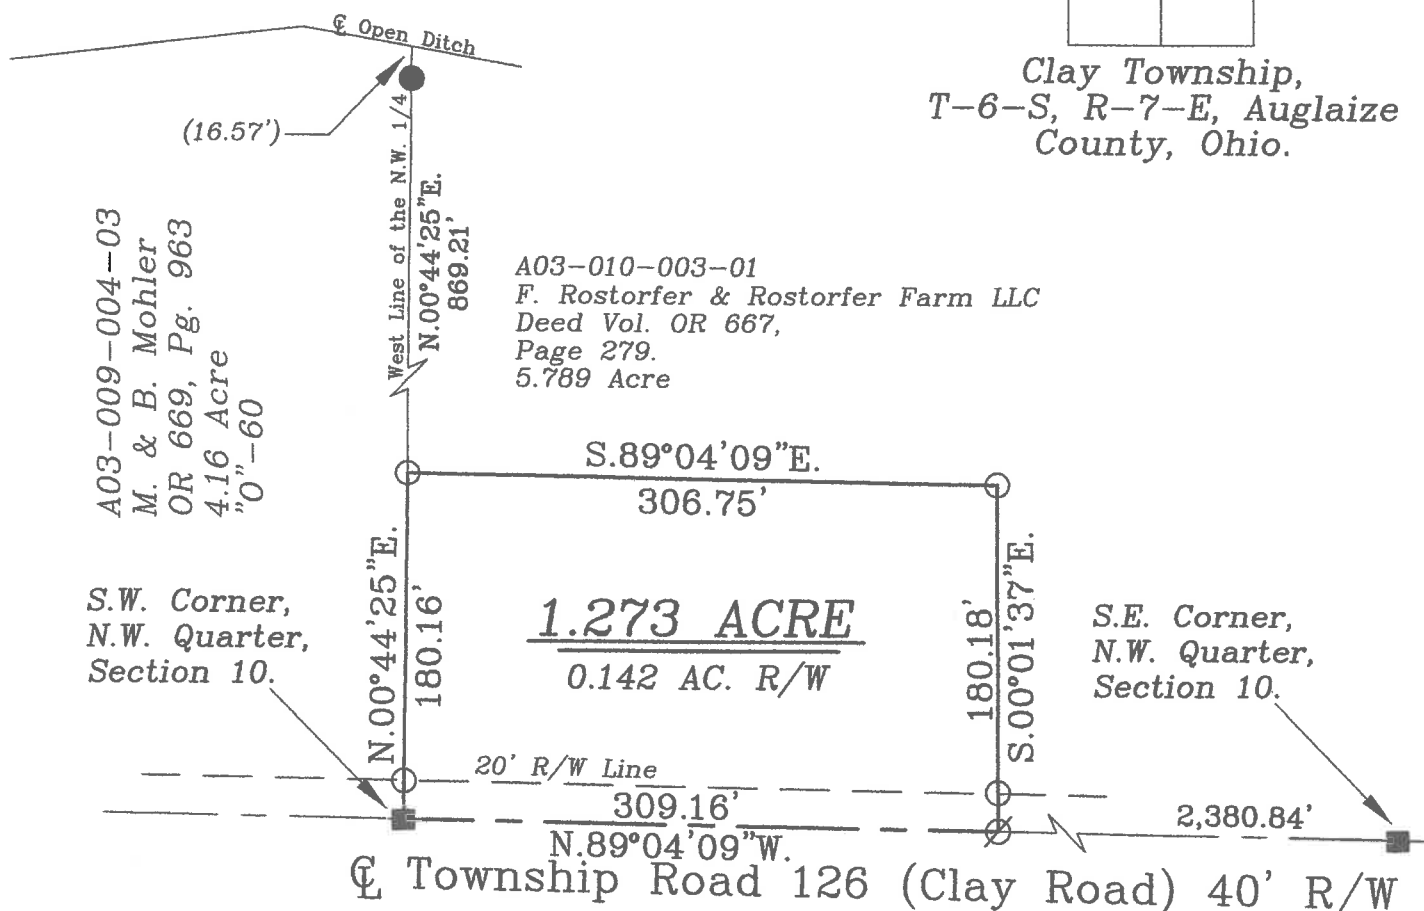 ℄ Open Ditch
(16.57')
Clay Township,
T-6-S, R-7-E, Auglaize
County, Ohio.
West Line of the N.W. 1/4
N.00°44'25"E.
869.21'
A03-009-004-03
M. & B. Mohler
OR 669, Pg. 963
4.16 Acre
"O"-60
A03-010-003-01
F. Rostorfer & Rostorfer Farm LLC
Deed Vol. OR 667,
Page 279.
5.789 Acre
S.89°04'09"E.
306.75'
N.00°44'25"E.
180.16'
1.273 ACRE
0.142 AC. R/W
180.18'
S.00°01'37"E.
S.W. Corner,
N.W. Quarter,
Section 10.
S.E. Corner,
N.W. Quarter,
Section 10.
20' R/W Line
309.16'
N.89°04'09"W.
2,380.84'
℄ Township Road 126 (Clay Road) 40' R/W